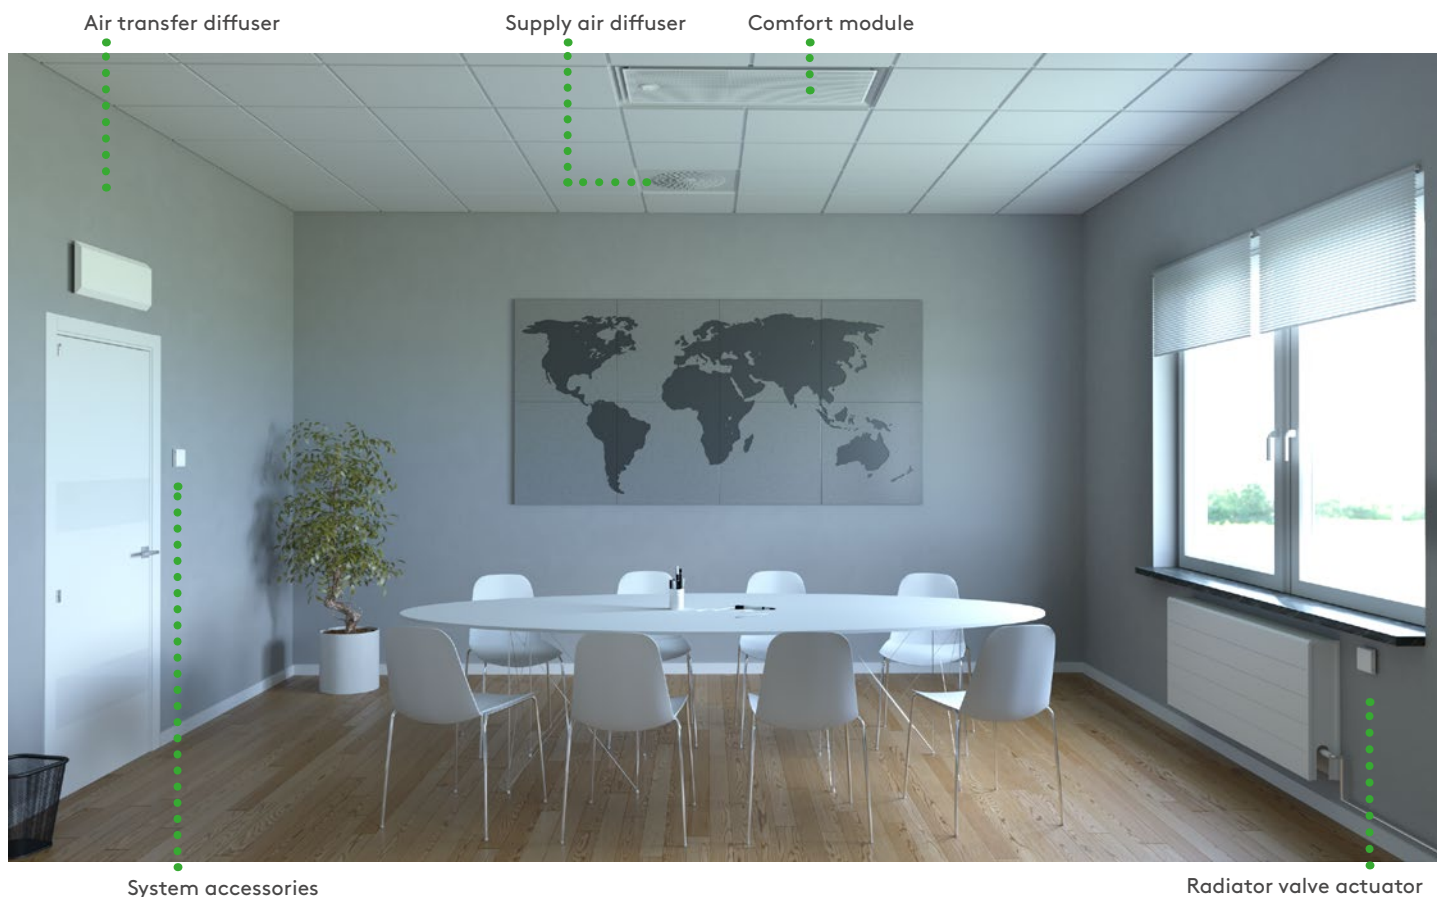 Air transfer diffuser
Supply air diffuser
Comfort module
System accessories
Radiator valve actuator